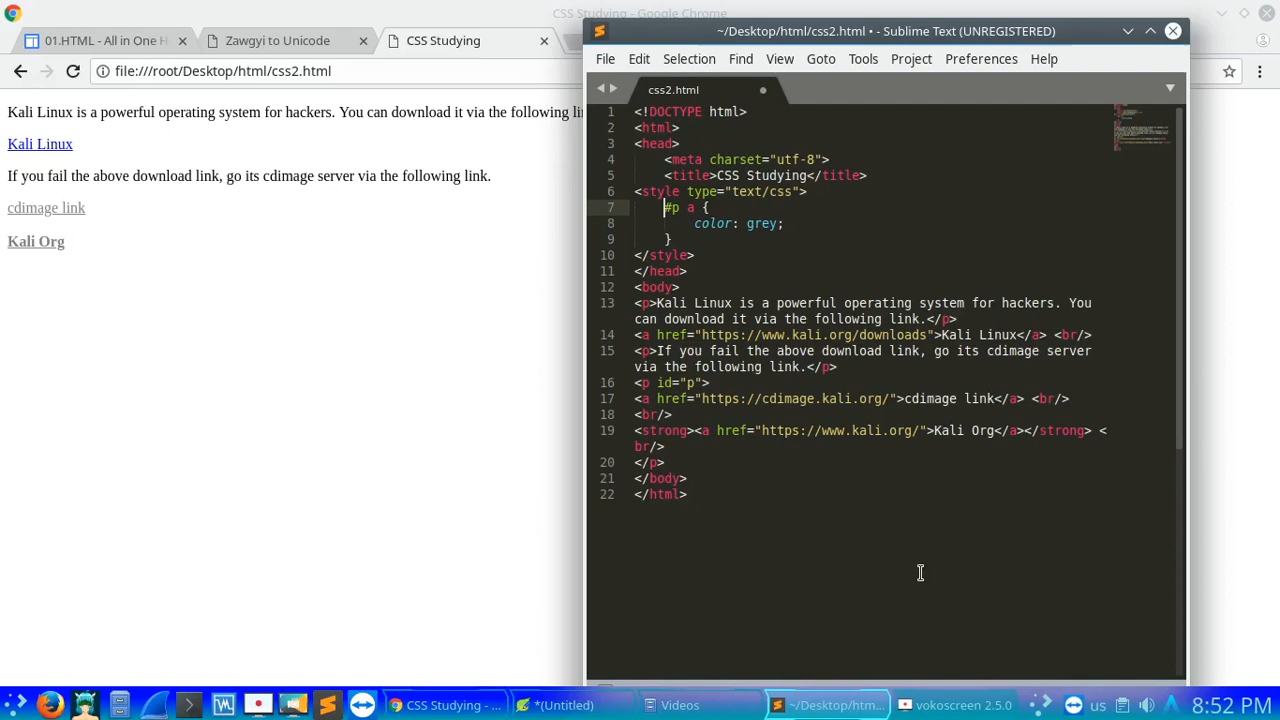 CSS Studying - Google Chrome
01.HTML - All in One H
Zawgyi to Unicode
CSS Studying
file:///root/Desktop/html/css2.html
Kali Linux is a powerful operating system for hackers. You can download it via the following li
Kali Linux
If you fail the above download link, go its cdimage server via the following link.
cdimage link
Kali Org
~/Desktop/html/css2.html • - Sublime Text (UNREGISTERED)
File Edit Selection Find View Goto Tools Project Preferences Help
css2.html
1 <!DOCTYPE html>
2 <html>
3 <head>
4 <meta charset="utf-8">
5 <title>CSS Studying</title>
6 <style type="text/css">
7 #p a {
8 color: grey;
9 }
10 </style>
11 </head>
12 <body>
13 <p>Kali Linux is a powerful operating system for hackers. You
can download it via the following link.</p>
14 <a href="https://www.kali.org/downloads">Kali Linux</a> <br/>
15 <p>If you fail the above download link, go its cdimage server
via the following link.</p>
16 <p id="p">
17 <a href="https://cdimage.kali.org/">cdimage link</a> <br/>
18 <br/>
19 <strong><a href="https://www.kali.org/">Kali Org</a></strong> <
br/>
20 </p>
21 </body>
22 </html>
CSS Studying - ...
*(Untitled)
Videos
~/Desktop/htm...
vokoscreen 2.5.0
us
8:52 PM